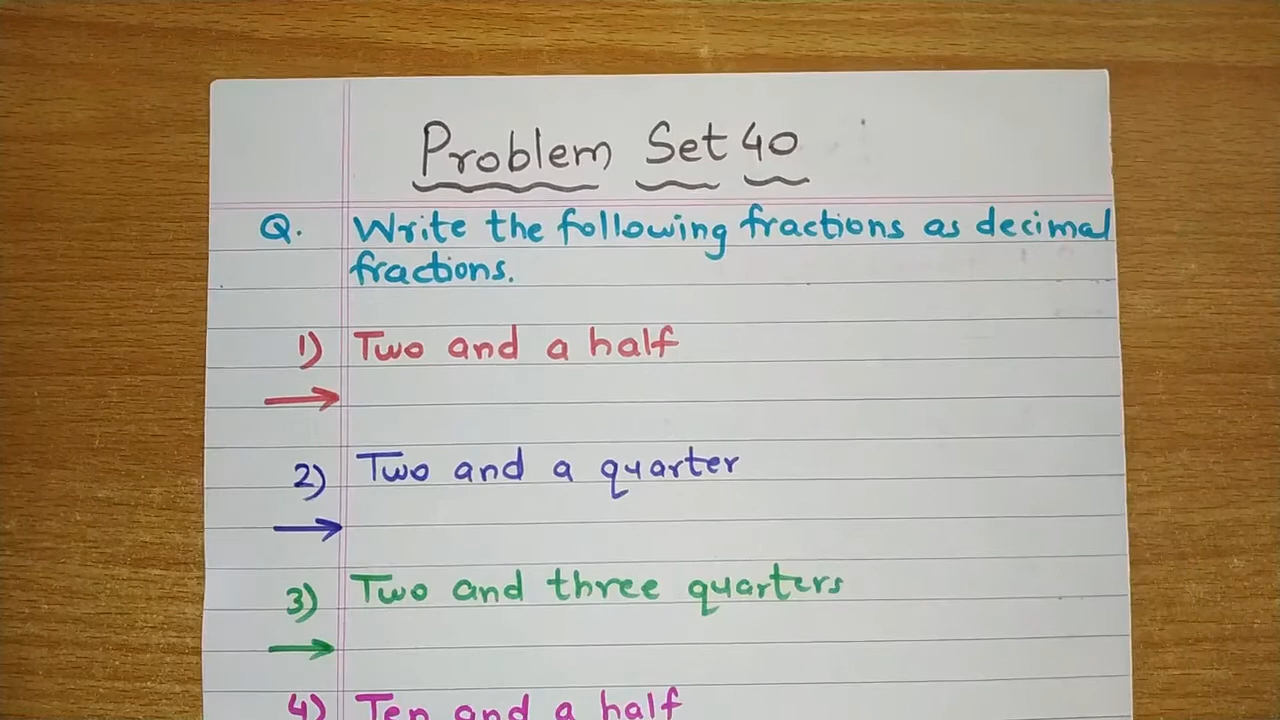 Problem Set 40
Q. Write the following fractions as decimal
fractions.
1) Two and a half
2) Two and a quarter
3) Two and three quarters
4) Ten and a half